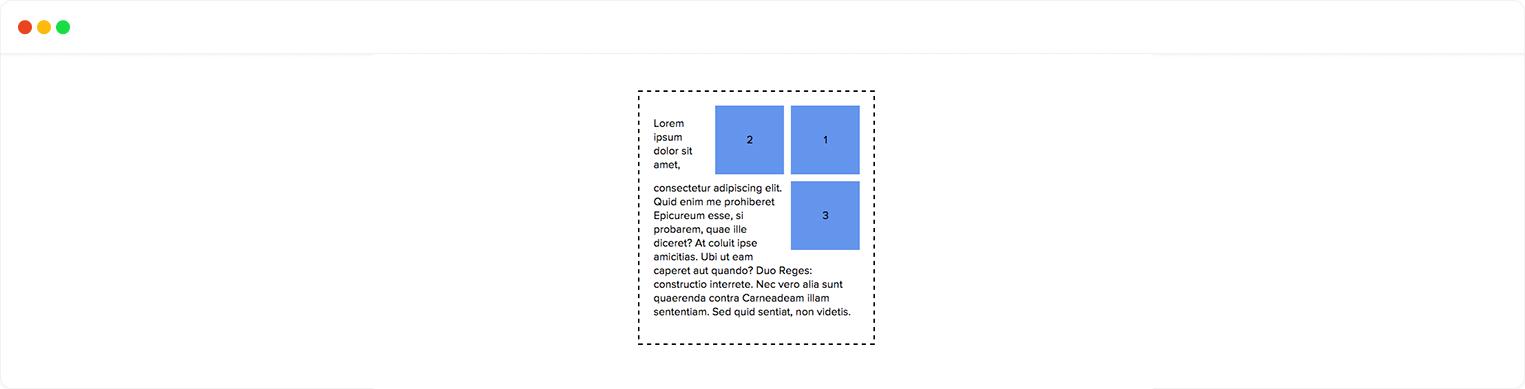 Lorem
ipsum
dolor sit
amet,
2
1
consectetur adipiscing elit.
Quid enim me prohiberet
Epicureum esse, si
probarem, quae ille
diceret? At coluit ipse
amicitias. Ubi ut eam
3
caperet aut quando? Duo Reges:
constructio interrete. Nec vero alia sunt
quaerenda contra Carneadeam illam
sententiam. Sed quid sentiat, non videtis.